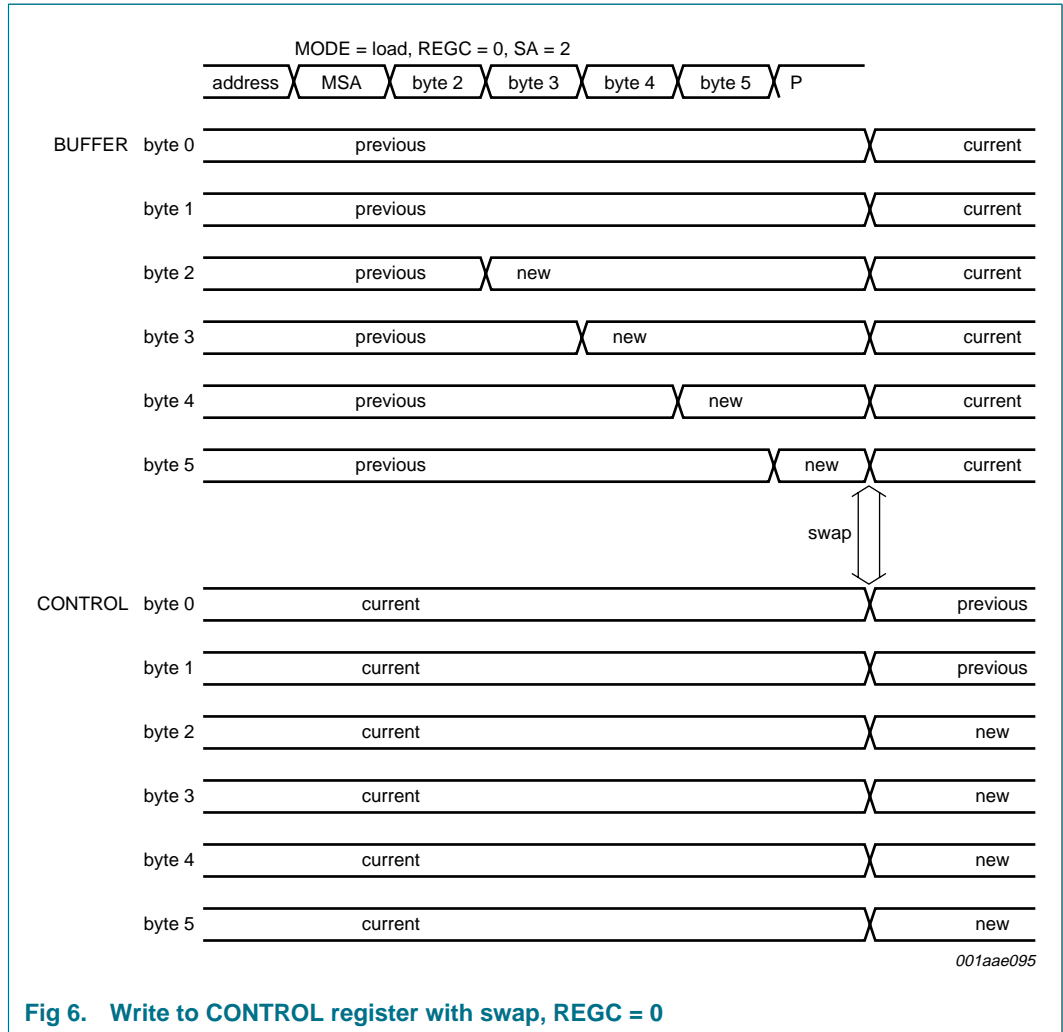 MODE = load, REGC = 0, SA = 2
address MSA byte 2 byte 3 byte 4 byte 5 P
BUFFER byte 0 previous current
byte 1 previous current
byte 2 previous new current
byte 3 previous new current
byte 4 previous new current
byte 5 previous new current
swap
CONTROL byte 0 current previous
byte 1 current previous
byte 2 current new
byte 3 current new
byte 4 current new
byte 5 current new
001aae095
Fig 6. Write to CONTROL register with swap, REGC = 0